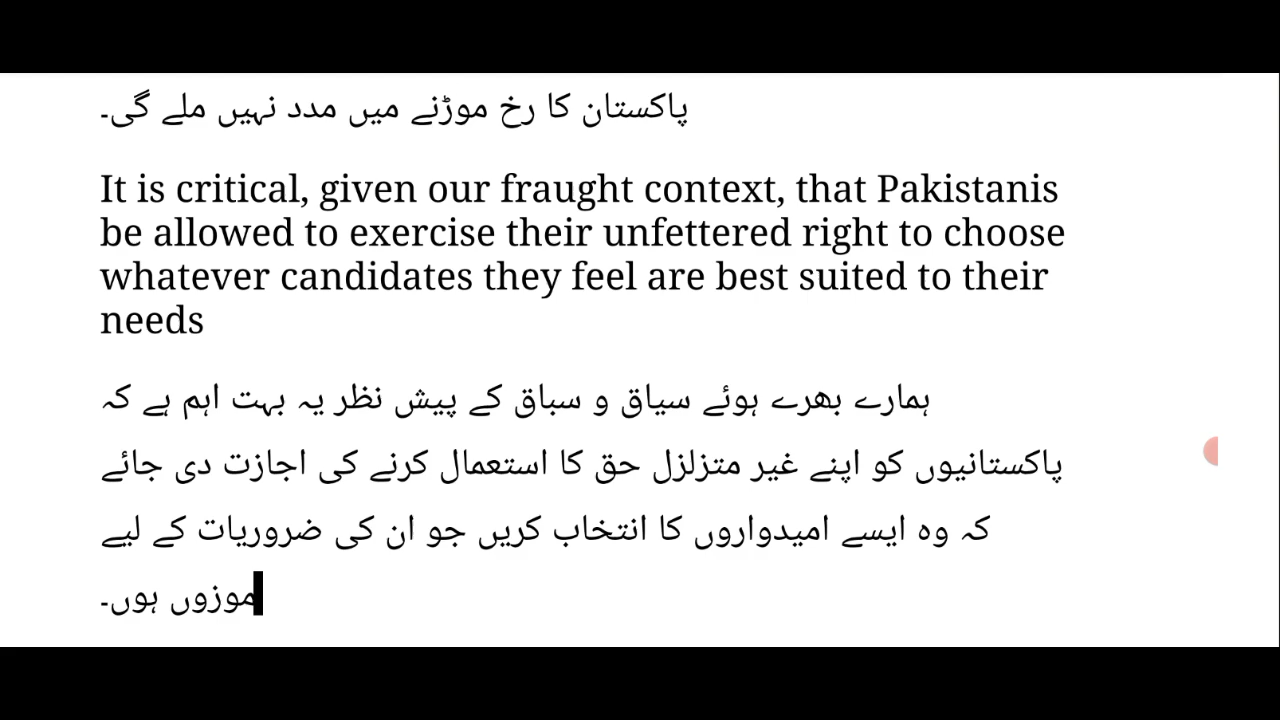 پاکستان کا رخ موڑنے میں مدد نہیں ملے گی۔
It is critical, given our fraught context, that Pakistanis
be allowed to exercise their unfettered right to choose
whatever candidates they feel are best suited to their
needs
ہمارے بھرے ہوئے سیاق و سباق کے پیش نظر یہ بہت اہم ہے کہ
پاکستانیوں کو اپنے غیر متزلزل حق کا استعمال کرنے کی اجازت دی جائے
کہ وہ ایسے امیدواروں کا انتخاب کریں جو ان کی ضروریات کے لیے
موزوں ہوں۔